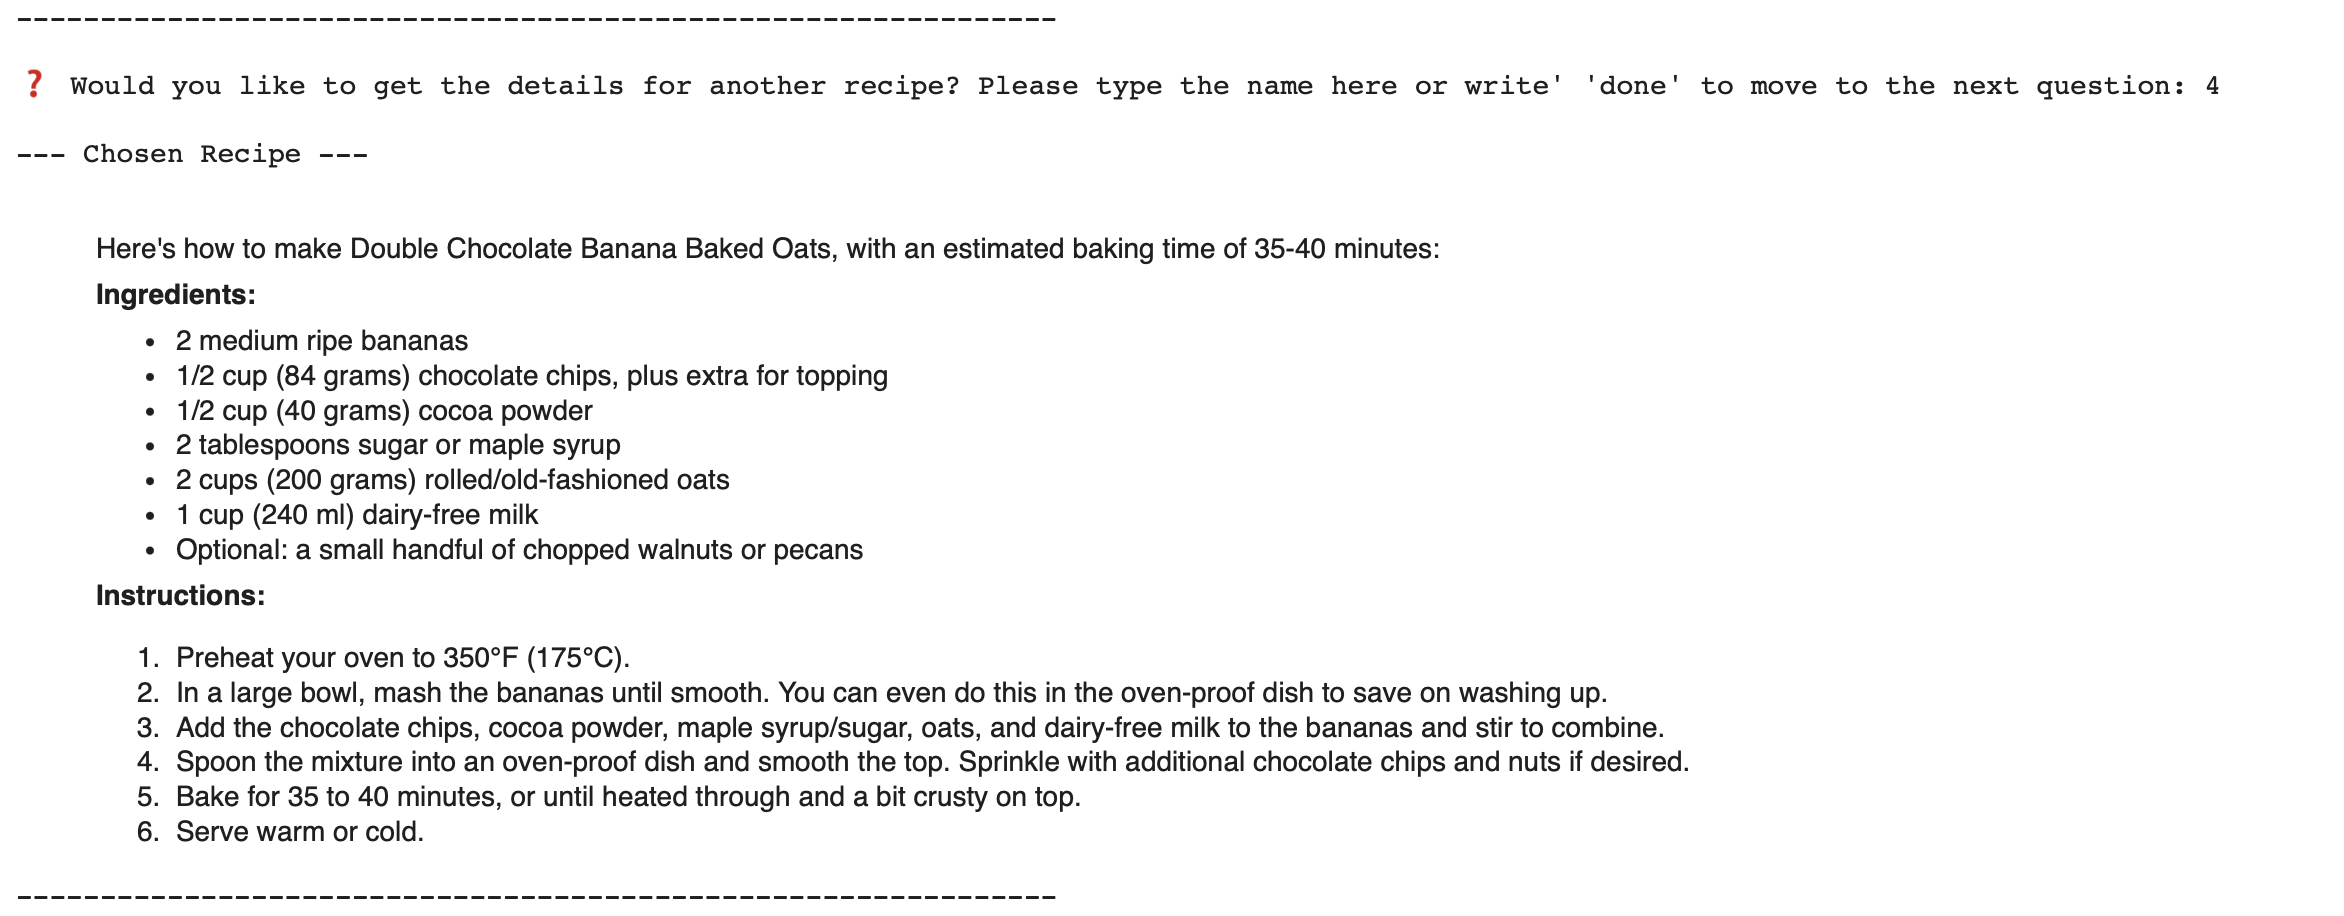 ---------------------------------------------------------------
❓ Would you like to get the details for another recipe? Please type the name here or write' 'done' to move to the next question: 4
--- Chosen Recipe ---
Here's how to make Double Chocolate Banana Baked Oats, with an estimated baking time of 35-40 minutes:
Ingredients:
• 2 medium ripe bananas
• 1/2 cup (84 grams) chocolate chips, plus extra for topping
• 1/2 cup (40 grams) cocoa powder
• 2 tablespoons sugar or maple syrup
• 2 cups (200 grams) rolled/old-fashioned oats
• 1 cup (240 ml) dairy-free milk
• Optional: a small handful of chopped walnuts or pecans
Instructions:
1. Preheat your oven to 350°F (175°C).
2. In a large bowl, mash the bananas until smooth. You can even do this in the oven-proof dish to save on washing up.
3. Add the chocolate chips, cocoa powder, maple syrup/sugar, oats, and dairy-free milk to the bananas and stir to combine.
4. Spoon the mixture into an oven-proof dish and smooth the top. Sprinkle with additional chocolate chips and nuts if desired.
5. Bake for 35 to 40 minutes, or until heated through and a bit crusty on top.
6. Serve warm or cold.
---------------------------------------------------------------